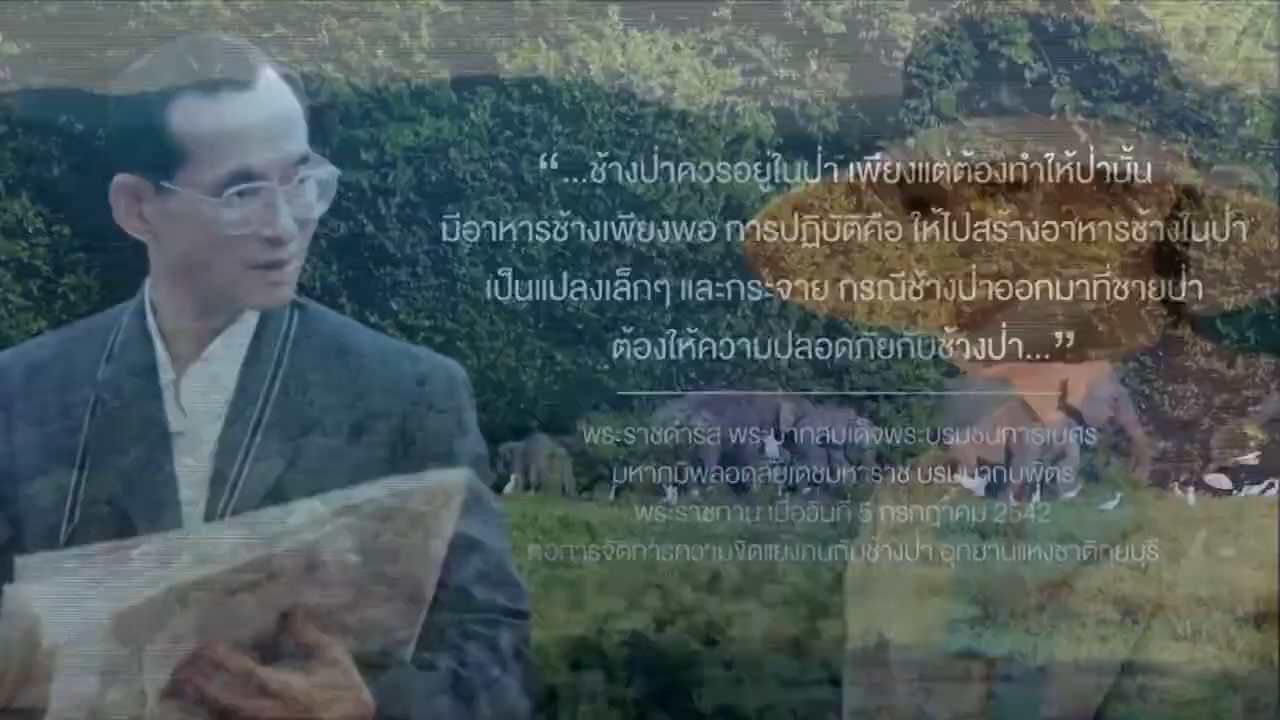 “...ช้างป่าควรอยู่ในป่า เพียงแต่ต้องทำให้ป่านั้น
มีอาหารช้างเพียงพอ การปฏิบัติคือ ให้ไปสร้างอาหารช้างในป่า
เป็นแปลงเล็กๆ และกระจาย กรณีช้างป่าออกมาที่ชายป่า
ต้องให้ความปลอดภัยกับช้างป่า...”
พระราชดำรัส พระบาทสมเด็จพระบรมชนกาธิเบศร
มหาภูมิพลอดุลยเดชมหาราช บรมนาถบพิตร
พระราชทานเมื่อวันที่ 5 กรกฎาคม 2542
ต่อการจัดการความขัดแย้งคนกับช้างป่า อุทยานแห่งชาติกุยบุรี